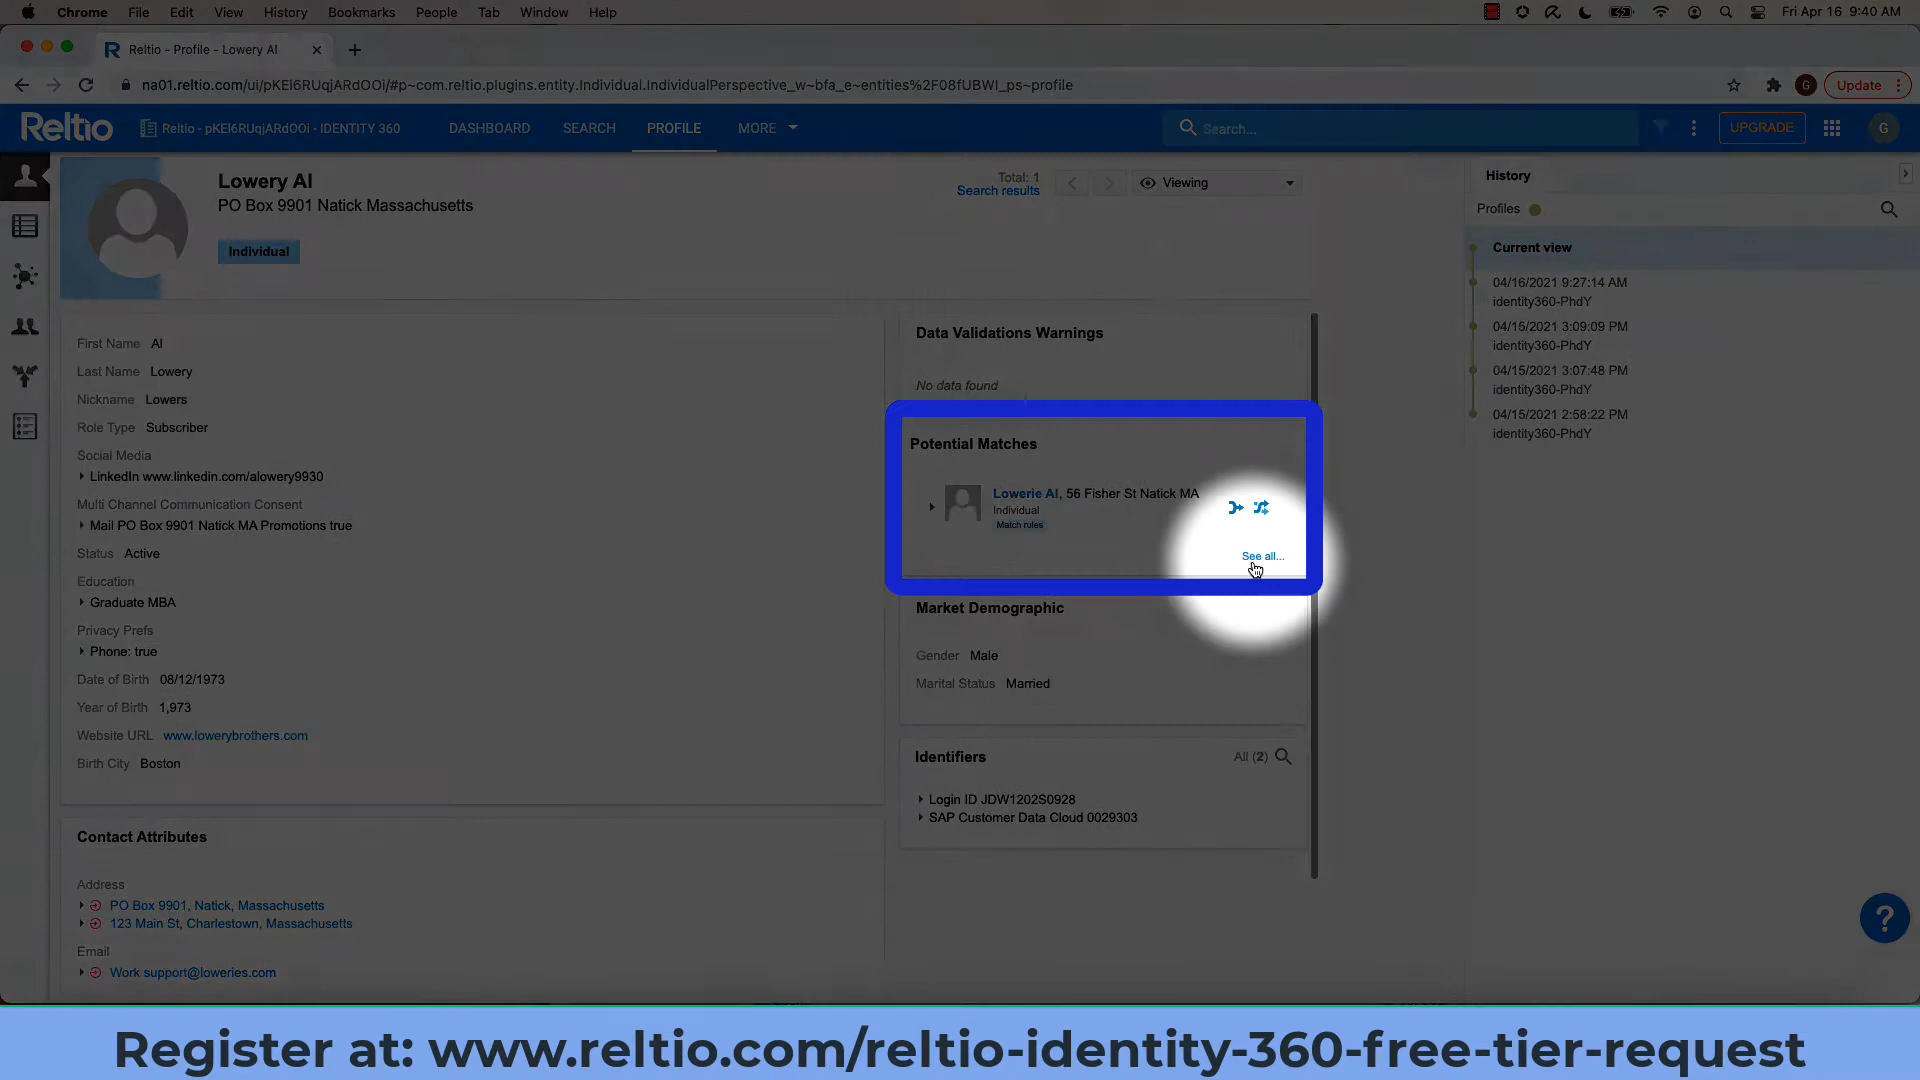 Chrome File Edit View History Bookmarks People Tab Window Help
Fri Apr 16 9:40 AM
Reltio - Profile - Lowery Al
na01.reltio.com/ui/pKEl6RUqjARdOOi/#p~com.reltio.plugins.entity.Individual.IndividualPerspective_w~bfa_e~entities%2F08fUBWI_ps~profile
G Update
Reltio
Reltio - pKEl6RUqjARdOOi - IDENTITY 360
DASHBOARD SEARCH PROFILE MORE
Search...
UPGRADE
G
Lowery Al
PO Box 9901 Natick Massachusetts
Individual
Total: 1
Search results
Viewing
First Name Al
Last Name Lowery
Nickname Lowers
Role Type Subscriber
Social Media
LinkedIn www.linkedin.com/alowery9930
Multi Channel Communication Consent
Mail PO Box 9901 Natick MA Promotions true
Status Active
Education
Graduate MBA
Privacy Prefs
Phone: true
Date of Birth 08/12/1973
Year of Birth 1,973
Website URL www.lowerybrothers.com
Birth City Boston
Contact Attributes
Address
PO Box 9901, Natick, Massachusetts
123 Main St, Charlestown, Massachusetts
Email
Work support@loweries.com
Data Validations Warnings
No data found
Potential Matches
Lowerie Al, 56 Fisher St Natick MA
Individual
Match rules
See all...
Market Demographic
Gender Male
Marital Status Married
Identifiers
All (2)
Login ID JDW1202S0928
SAP Customer Data Cloud 0029303
History
Profiles
Current view
04/16/2021 9:27:14 AM
identity360-PhdY
04/15/2021 3:09:09 PM
identity360-PhdY
04/15/2021 3:07:48 PM
identity360-PhdY
04/15/2021 2:58:22 PM
identity360-PhdY
?
Register at: www.reltio.com/reltio-identity-360-free-tier-request